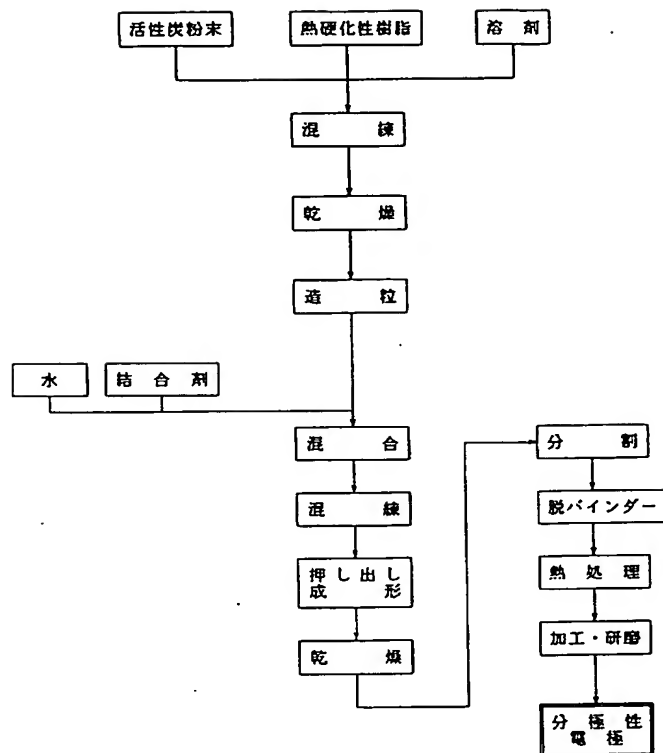 活性炭粉末
熱硬化性樹脂
溶剤
混練
乾燥
造粒
水
結合剤
混合
混練
押し出し
成形
乾燥
分割
脱バインダー
熱処理
加工・研磨
分極性
電極